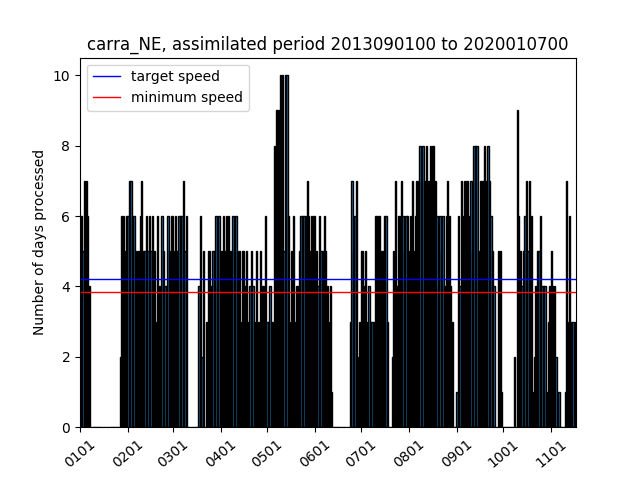 carra_NE, assimilated period 2013090100 to 2020010700
target speed
minimum speed
Number of days processed
10
8
6
4
2
0
0101 0201 0301 0401 0501 0601 0701 0801 0901 1001 1101